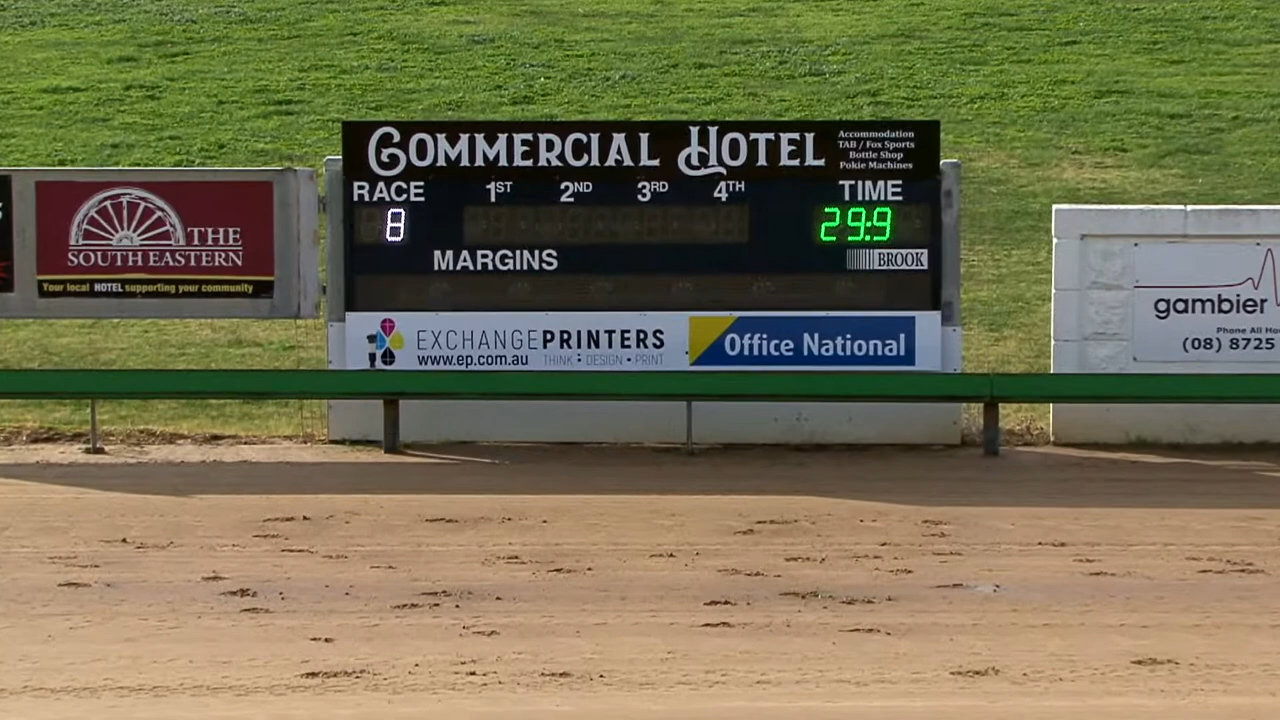 COMMERCIAL HOTEL
Accommodation
TAB / Fox Sports
Bottle Shop
Pokie Machines
RACE 1ST 2ND 3RD 4TH TIME
8 29:9
MARGINS BROOK
THE
SOUTH EASTERN
Your local HOTEL supporting your community
EXCHANGEPRINTERS
www.ep.com.au THINK : DESIGN • PRINT
Office National
gambier
Phone All Ho
(08) 8725